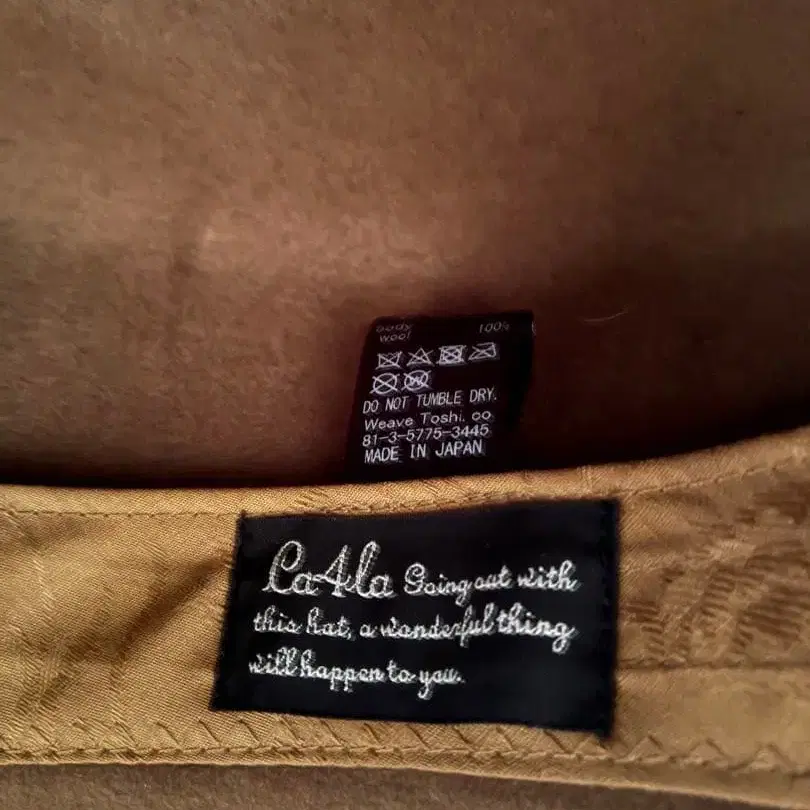 body 100%
wool
DO NOT TUMBLE DRY.
Weave Toshi. co
81-3-5775-3445
MADE IN JAPAN
Ca4la Going out with
this hat, a wonderful thing
will happen to you.